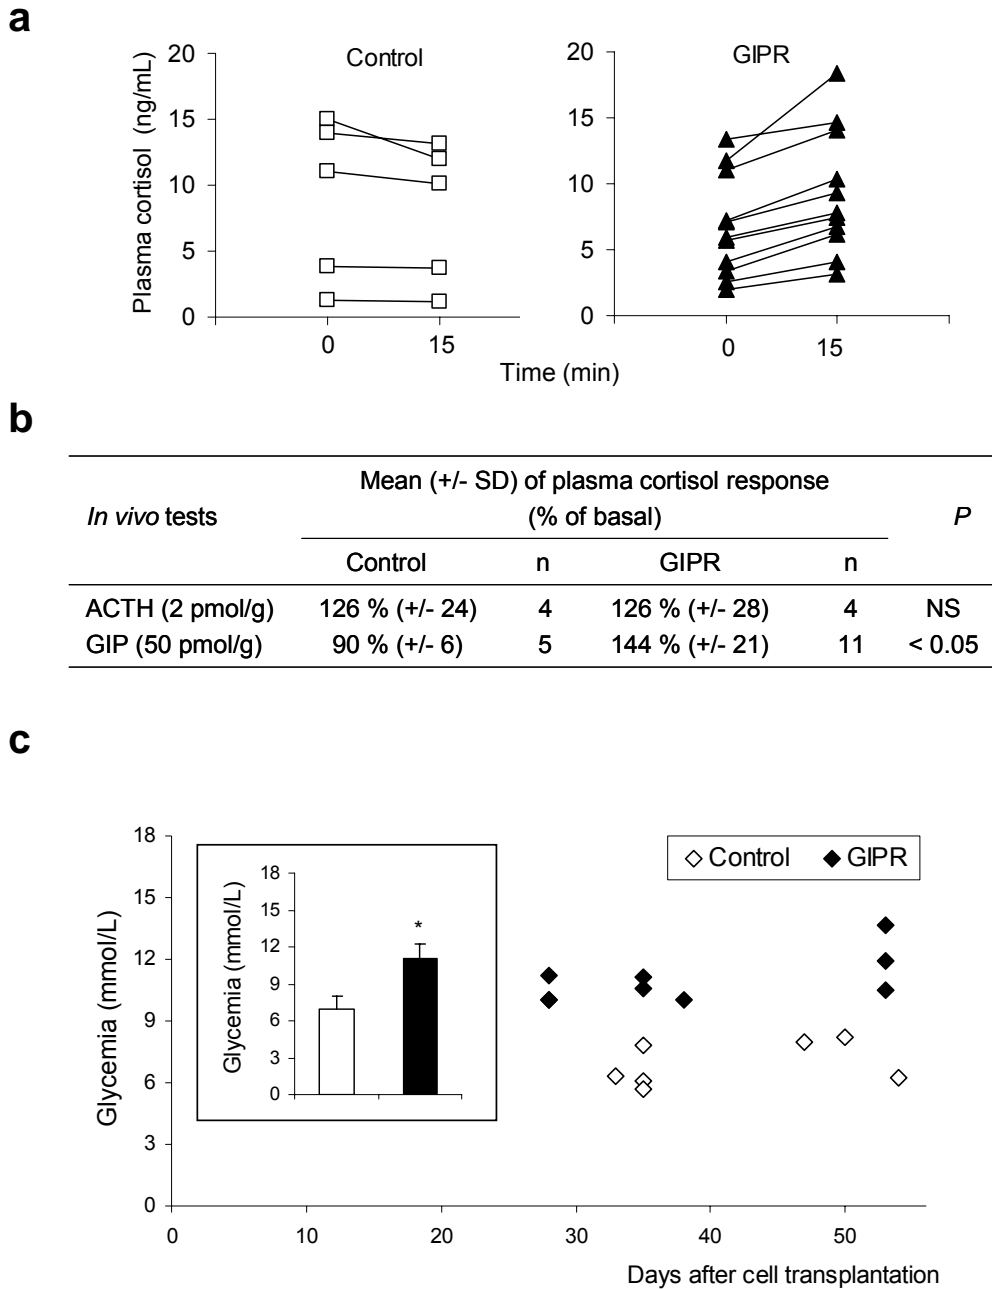 a
Control
GIPR
Plasma cortisol (ng/mL)
20
15
10
5
0
0 15
20
15
10
5
0
0 15
Time (min)
b
In vivo tests
Mean (+/- SD) of plasma cortisol response
(% of basal)
P
Control n GIPR n
ACTH (2 pmol/g) 126 % (+/- 24) 4 126 % (+/- 28) 4 NS
GIP (50 pmol/g) 90 % (+/- 6) 5 144 % (+/- 21) 11 < 0.05
c
Glycemia (mmol/L)
18
15
12
9
6
3
0
Glycemia (mmol/L)
18
15
12
9
6
3
0
*
Control GIPR
0 10 20 30 40 50
Days after cell transplantation